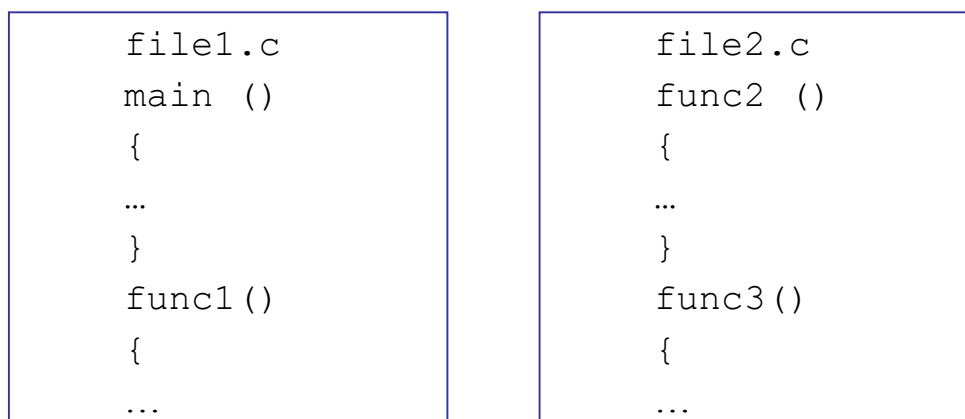 file1.c
main ()
{
…
}
func1()
{
…
file2.c
func2 ()
{
…
}
func3()
{
…